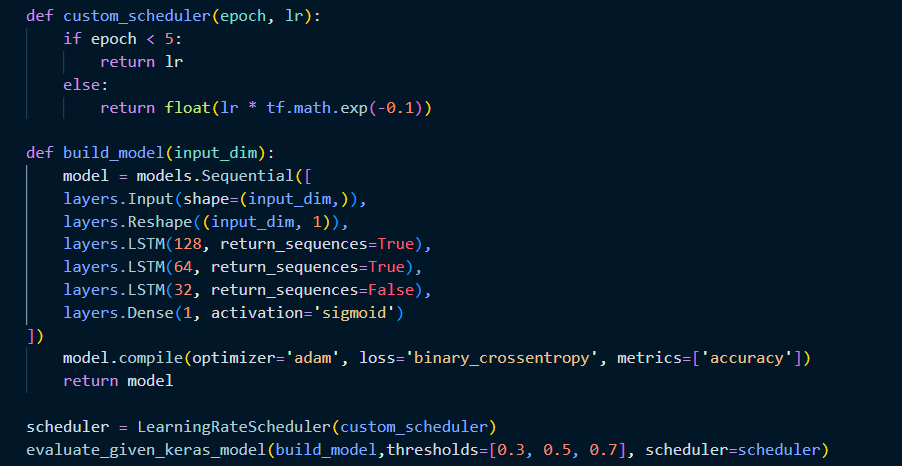 def custom_scheduler(epoch, lr):
    if epoch < 5:
        return lr
    else:
        return float(lr * tf.math.exp(-0.1))

def build_model(input_dim):
    model = models.Sequential([
    layers.Input(shape=(input_dim,)),
    layers.Reshape((input_dim, 1)),
    layers.LSTM(128, return_sequences=True),
    layers.LSTM(64, return_sequences=True),
    layers.LSTM(32, return_sequences=False),
    layers.Dense(1, activation='sigmoid')
])
    model.compile(optimizer='adam', loss='binary_crossentropy', metrics=['accuracy'])
    return model

scheduler = LearningRateScheduler(custom_scheduler)
evaluate_given_keras_model(build_model,thresholds=[0.3, 0.5, 0.7], scheduler=scheduler)